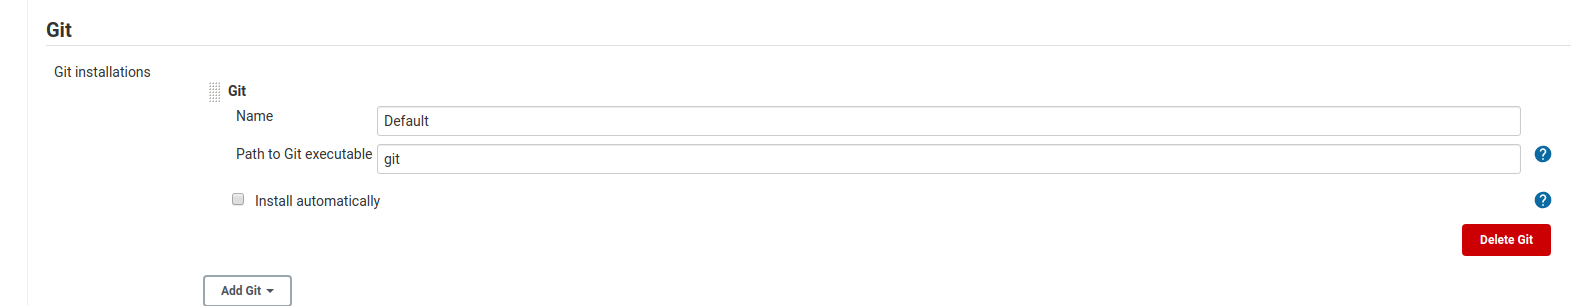 Git
Git installations
Git
Name
Default
Path to Git executable
git
?
Install automatically
?
Delete Git
Add Git